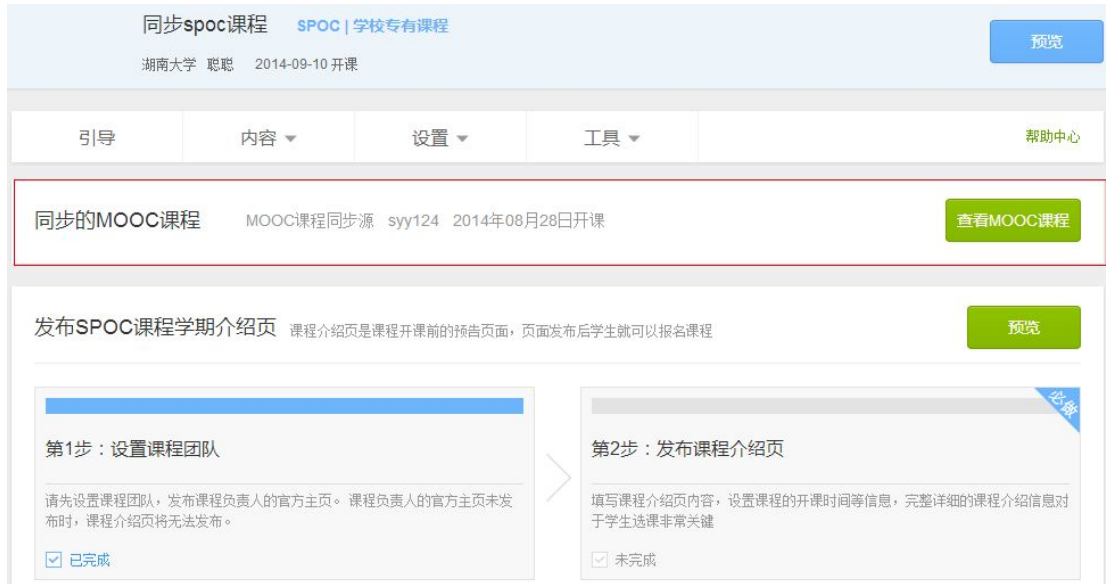 同步spoc课程 SPOC | 学校专有课程
预览
湖南大学 聪聪 2014-09-10 开课
引导 内容 设置 工具 帮助中心
同步的MOOC课程 MOOC课程同步源 syy124 2014年08月28日开课 查看MOOC课程
发布SPOC课程学期介绍页 课程介绍页是课程开课前的预告页面，页面发布后学生就可以报名课程 预览
第1步：设置课程团队
请先设置课程团队，发布课程负责人的官方主页。 课程负责人的官方主页未发
布时，课程介绍页将无法发布。
已完成
必做
第2步：发布课程介绍页
填写课程介绍页内容，设置课程的开课时间等信息，完整详细的课程介绍信息对
于学生选课非常关键
未完成